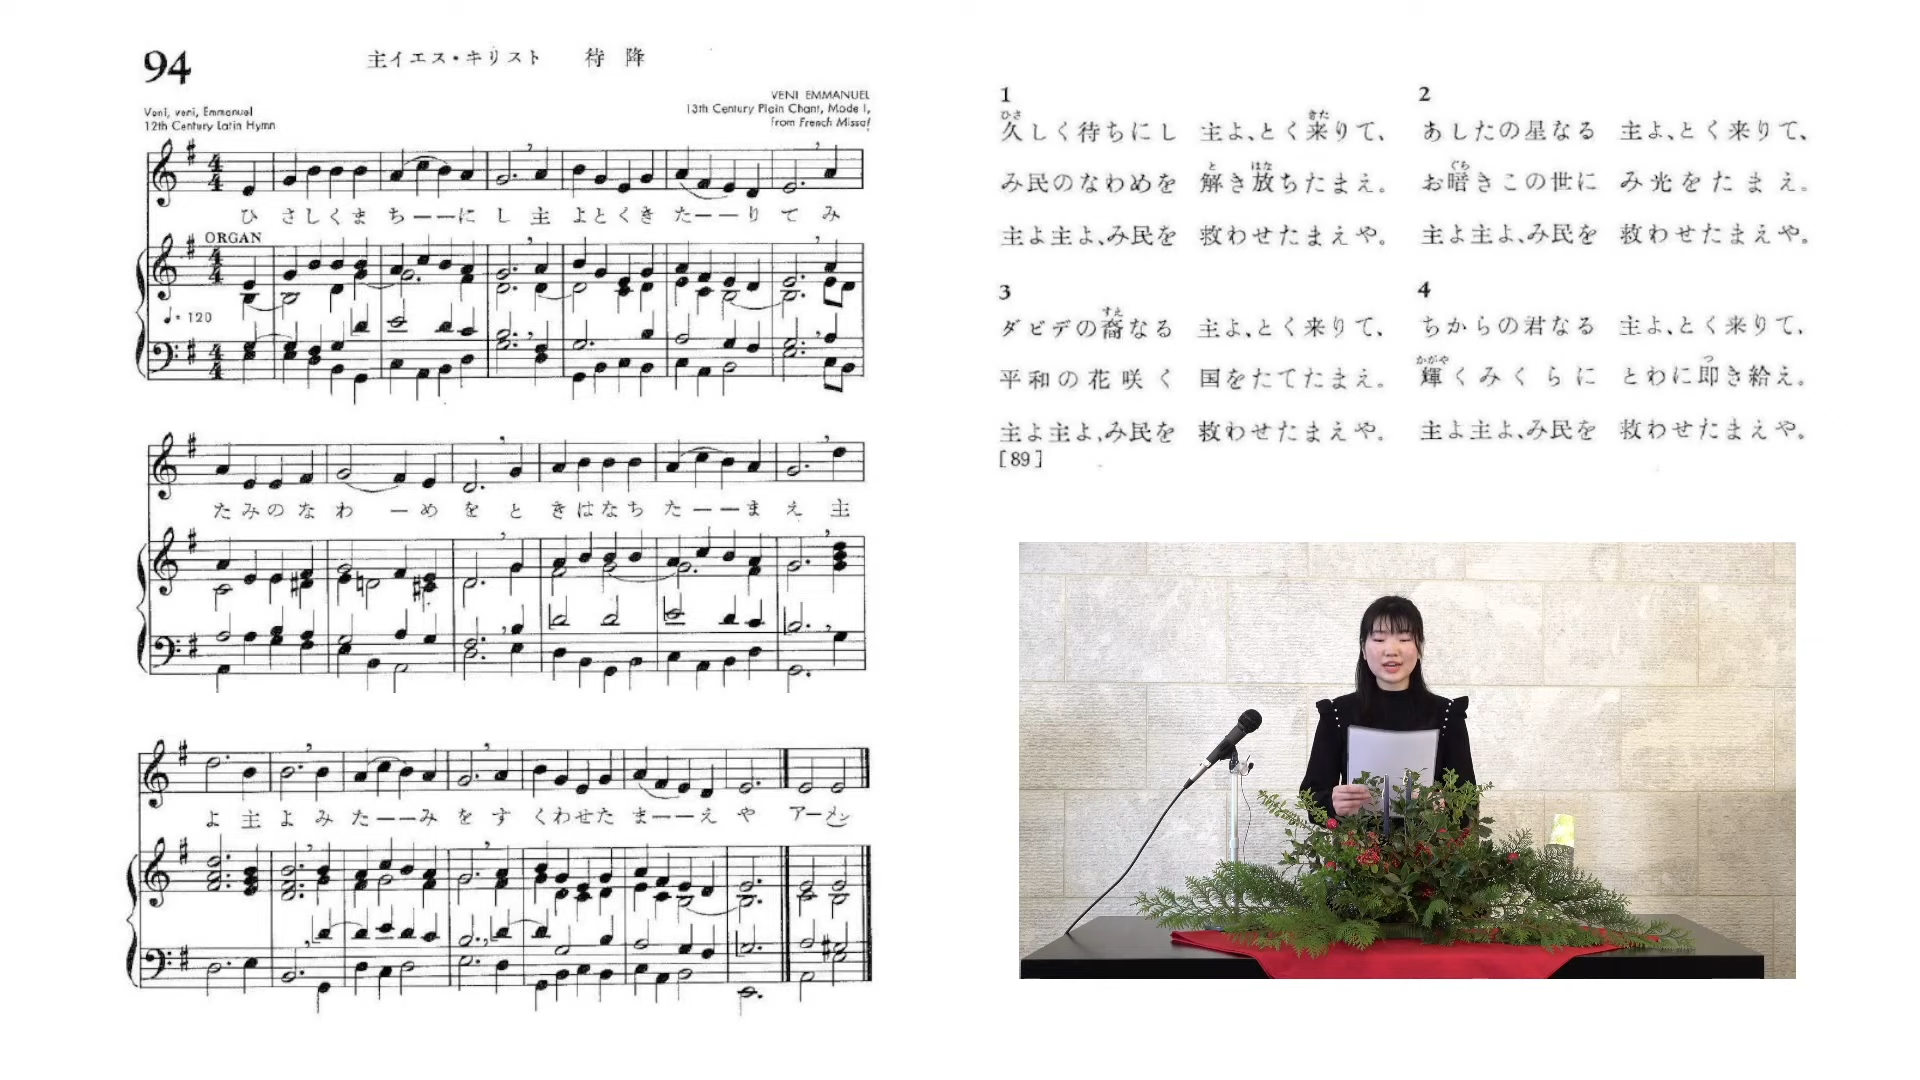 94
主イエス・キリスト 待降
Veni, veni, Emmanuel
12th Century Latin Hymn
VENI EMMANUEL
13th Century Plain Chant, Mode I,
from French Missal
ひ さしくまち——にし主 よとくきた——りてみ
ORGAN
♩= 120
たみのなわ—めをと きはなちた——まえ主
よ主よみた——みをす くわせたま——えや アーメン
1
久しく待ちにし 主よ、とく来りて、
み民のなわめを 解き放ちたまえ。
主よ主よ、み民を 救わせたまえや。
2
あしたの星なる 主よ、とく来りて、
お暗きこの世に み光をたまえ。
主よ主よ、み民を 救わせたまえや。
3
ダビデの裔なる 主よ、とく来りて、
平和の花咲く 国をたてたまえ。
主よ主よ、み民を 救わせたまえや。
[89]
4
ちからの君なる 主よ、とく来りて、
輝くみくらに とわに即き給え。
主よ主よ、み民を 救わせたまえや。